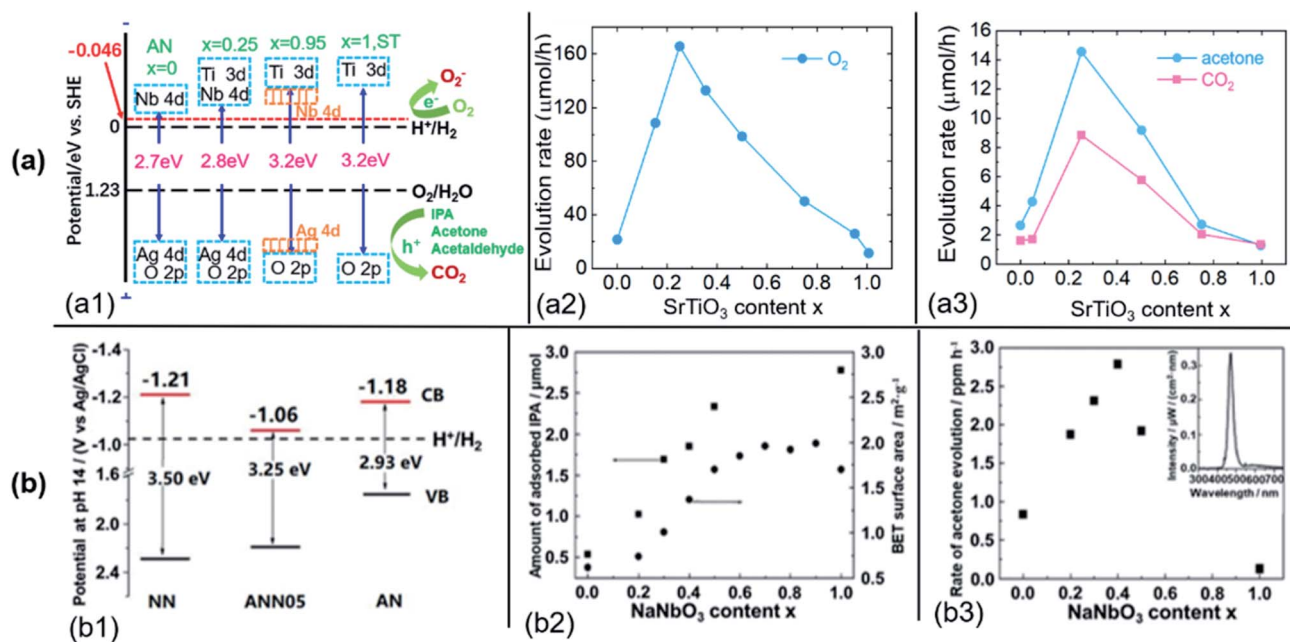 (a)
Potential/eV vs. SHE
-0.046
0
1.23
AN
x=0
x=0.25
x=0.95
x=1,ST
Nb 4d
Ti 3d
Nb 4d
Ti 3d
Nb 4d
Ti 3d
O₂⁻
e⁻
O₂
H⁺/H₂
2.7eV
2.8eV
3.2eV
3.2eV
O₂/H₂O
Ag 4d
O 2p
Ag 4d
O 2p
Ag 4d
O 2p
O 2p
IPA
Acetone
Acetaldehyde
h⁺
CO₂
(a1)
Evolution rate (μmol/h)
160
120
80
40
0
O₂
0.0 0.2 0.4 0.6 0.8 1.0
SrTiO₃ content x
(a2)
Evolution rate (μmol/h)
16
14
12
10
8
6
4
2
0
acetone
CO₂
0.0 0.2 0.4 0.6 0.8 1.0
SrTiO₃ content x
(a3)
(b)
Potential at pH 14 / (V vs Ag/AgCl)
-1.4
-1.2
-1.0
1.6
2.0
2.4
-1.21
-1.06
-1.18
CB
H⁺/H₂
3.50 eV
3.25 eV
2.93 eV
VB
NN ANN05 AN
(b1)
Amount of adsorbed IPA / μmol
3.0
2.5
2.0
1.5
1.0
0.5
3.0
2.5
2.0
1.5
1.0
0.5
BET surface area / m²·g⁻¹
0.0 0.2 0.4 0.6 0.8 1.0
NaNbO₃ content x
(b2)
Rate of acetone evolution / ppm h⁻¹
3.0
2.5
2.0
1.5
1.0
0.5
0.0
Intensity / μW/(cm²·nm)
0.3
0.2
0.1
0.0
300400500600700
Wavelength / nm
0.0 0.2 0.4 0.6 0.8 1.0
NaNbO₃ content x
(b3)